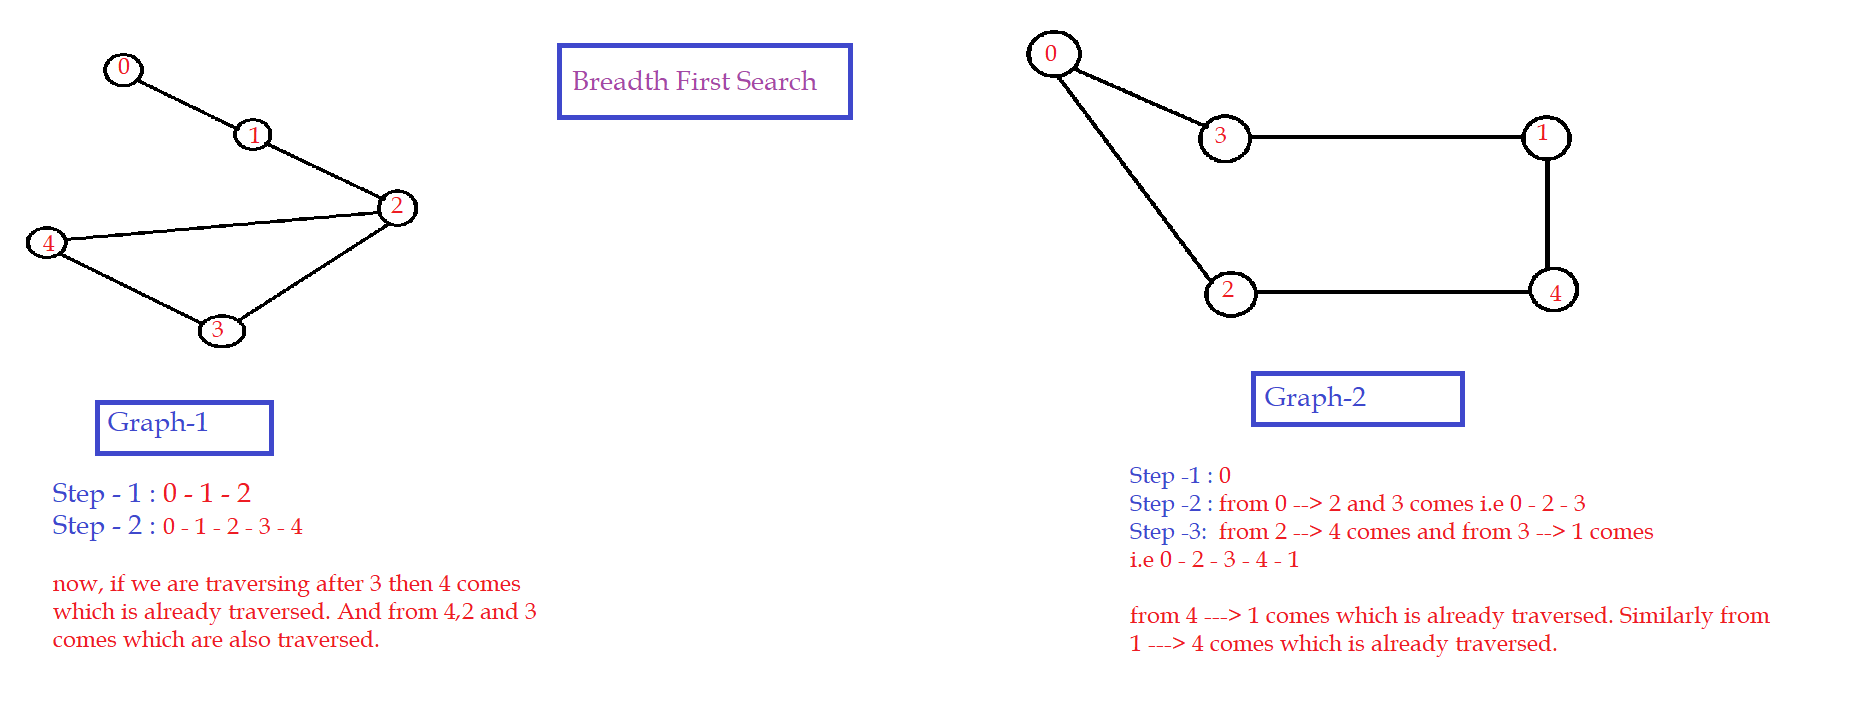 Breadth First Search
0
1
2
4
3
Graph-1
Step - 1 : 0 - 1 - 2
Step - 2 : 0 - 1 - 2 - 3 - 4
now, if we are traversing after 3 then 4 comes
which is already traversed. And from 4,2 and 3
comes which are also traversed.
0
3
1
2
4
Graph-2
Step -1 : 0
Step -2 : from 0 --> 2 and 3 comes i.e 0 - 2 - 3
Step -3:  from 2 --> 4 comes and from 3 --> 1 comes
i.e 0 - 2 - 3 - 4 - 1
from 4 ---> 1 comes which is already traversed. Similarly from
1 ---> 4 comes which is already traversed.